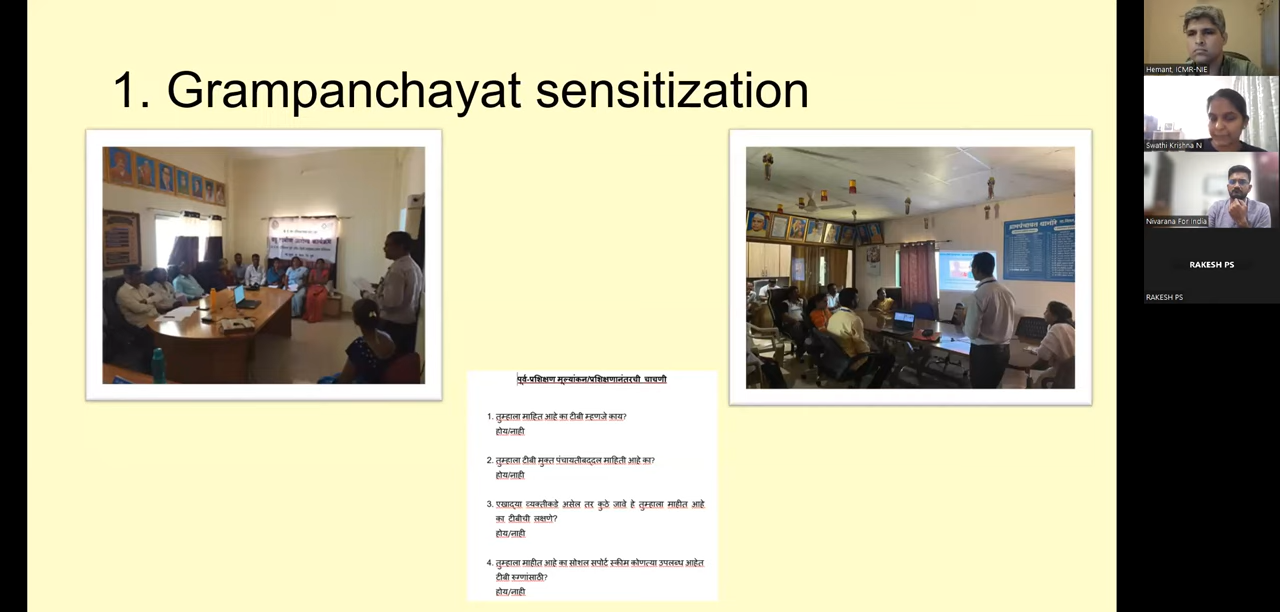 1. Grampanchayat sensitization
पूर्व-प्रशिक्षण मूल्यांकन/प्रशिक्षणानंतरची चाचणी
1. तुम्हाला माहित आहे का टीबी म्हणजे काय?
होय/नाही
2. तुम्हाला टीबी मुक्त पंचायतीबद्दल माहिती आहे का?
होय/नाही
3. एखाद्या व्यक्तीकडे असेल तर कुठे जावे हे तुम्हाला माहीत आहे
का टीबीची लक्षणे?
होय/नाही
4. तुम्हाला माहीत आहे का सोशल सपोर्ट स्कीम कोणत्या उपलब्ध आहेत
टीबी रुग्णांसाठी?
होय/नाही
Hemant, ICMR-NIE
Swathi Krishna N
Nivarana For India
RAKESH PS
RAKESH PS